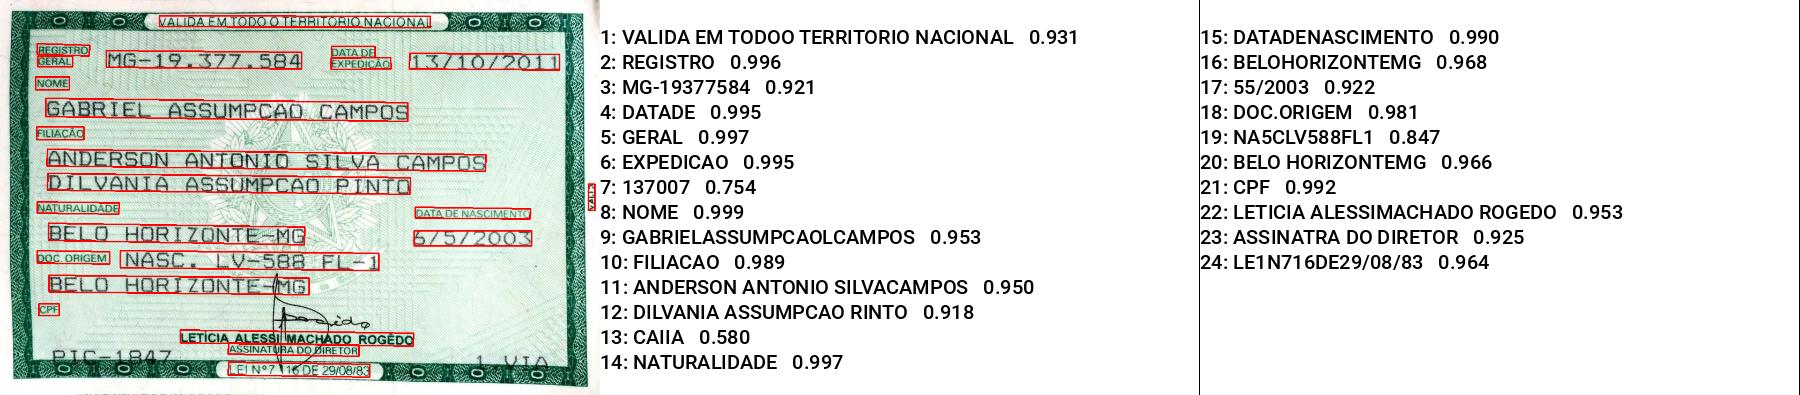 VALIDA EM TODO O TERRITORIO NACIONAL
REGISTRO GERAL MG-19.377.584 DATA DE EXPEDICÃO 13/10/2011
NOME
GABRIEL ASSUMPCAO CAMPOS
FILIACÃO
ANDERSON ANTONIO SILVA CAMPOS
DILVANIA ASSUMPCAO PINTO
NATURALIDADE DATA DE NASCIMENTO
BELO HORIZONTE-MG 5/5/2003
DOC. ORIGEM NASC. LV-588 FL-1
BELO HORIZONTE-MG
CPF
LETICIA ALESSI MACHADO ROGÊDO
ASSINATURA DO DIRETOR
PIC-1847 1.VIA
LEI Nº 7.116 DE 29/08/83
1: VALIDA EM TODOO TERRITORIO NACIONAL 0.931
2: REGISTRO 0.996
3: MG-19377584 0.921
4: DATADE 0.995
5: GERAL 0.997
6: EXPEDICAO 0.995
7: 137007 0.754
8: NOME 0.999
9: GABRIELASSUMPCAOLCAMPOS 0.953
10: FILIACAO 0.989
11: ANDERSON ANTONIO SILVACAMPOS 0.950
12: DILVANIA ASSUMPCAO RINTO 0.918
13: CAIIA 0.580
14: NATURALIDADE 0.997
15: DATADENASCIMENTO 0.990
16: BELOHORIZONTEMG 0.968
17: 55/2003 0.922
18: DOC.ORIGEM 0.981
19: NA5CLV588FL1 0.847
20: BELO HORIZONTEMG 0.966
21: CPF 0.992
22: LETICIA ALESSIMACHADO ROGEDO 0.953
23: ASSINATRA DO DIRETOR 0.925
24: LE1N716DE29/08/83 0.964